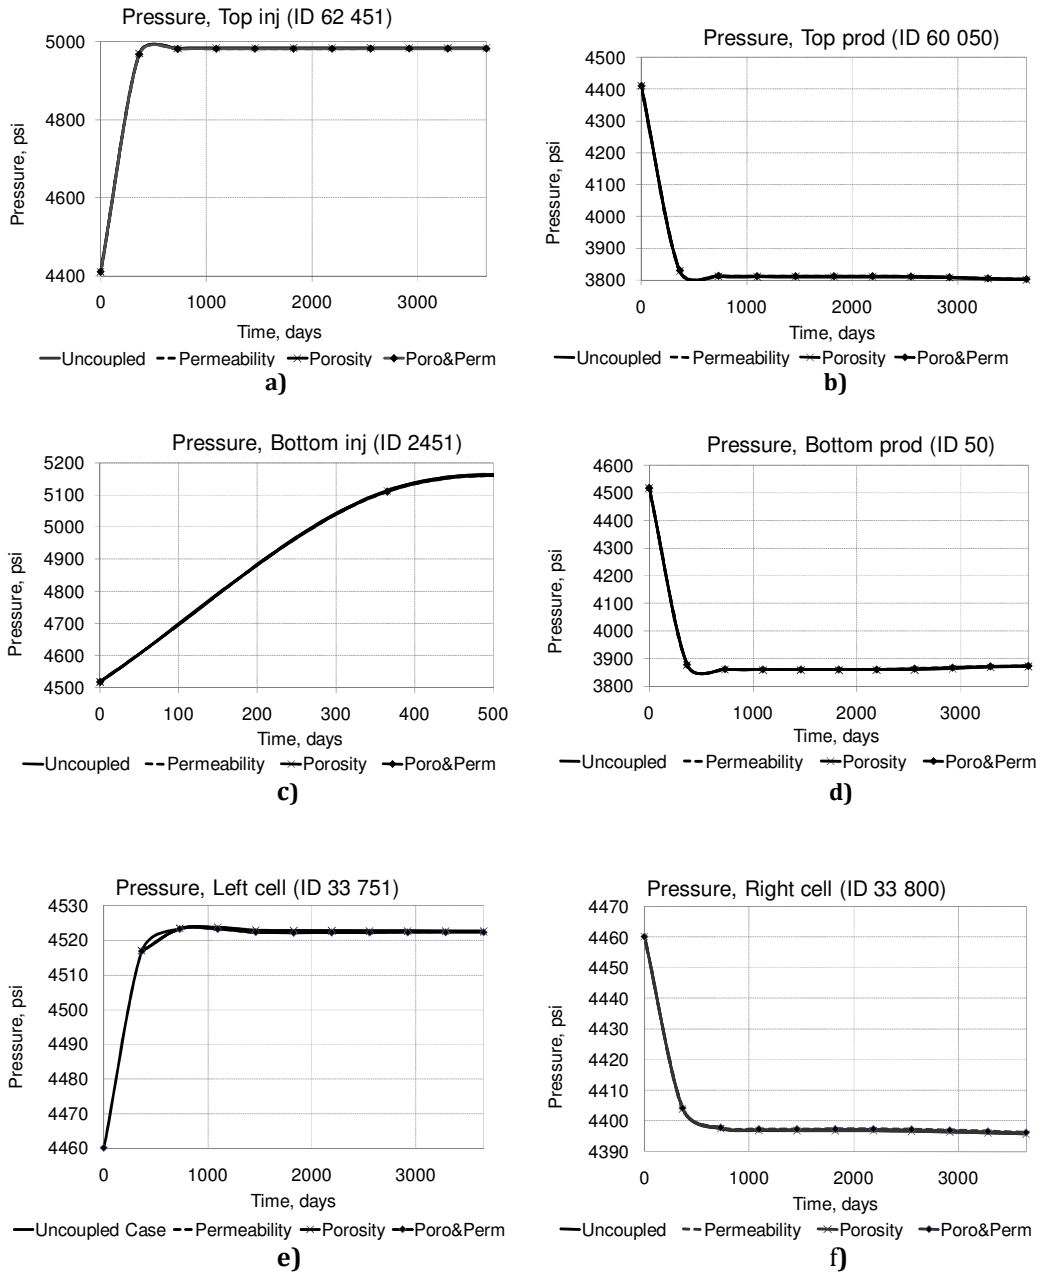 Pressure, Top inj (ID 62 451)
5000
4800
4600
4400
Pressure, psi
0 1000 2000 3000
Time, days
Uncoupled Permeability Porosity Poro&Perm
a)
Pressure, Top prod (ID 60 050)
4500
4400
4300
4200
4100
4000
3900
3800
Pressure, psi
0 1000 2000 3000
Time, days
Uncoupled Permeability Porosity Poro&Perm
b)
Pressure, Bottom inj (ID 2451)
5200
5100
5000
4900
4800
4700
4600
4500
Pressure, psi
0 100 200 300 400 500
Time, days
Uncoupled Permeability Porosity Poro&Perm
c)
Pressure, Bottom prod (ID 50)
4600
4500
4400
4300
4200
4100
4000
3900
3800
Pressure, psi
0 1000 2000 3000
Time, days
Uncoupled Permeability Porosity Poro&Perm
d)
Pressure, Left cell (ID 33 751)
4530
4520
4510
4500
4490
4480
4470
4460
Pressure, psi
0 1000 2000 3000
Time, days
Uncoupled Case Permeability Porosity Poro&Perm
e)
Pressure, Right cell (ID 33 800)
4470
4460
4450
4440
4430
4420
4410
4400
4390
Pressure, psi
0 1000 2000 3000
Time, days
Uncoupled Permeability Porosity Poro&Perm
f)